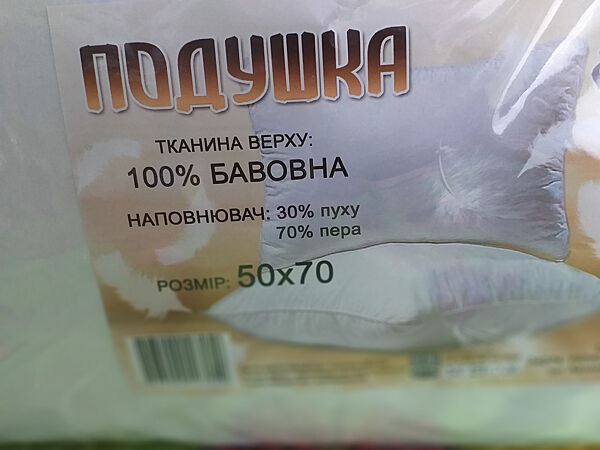 ПОДУШКА
ТКАНИНА ВЕРХУ:
100% БАВОВНА
НАПОВНЮВАЧ: 30% пуху
70% пера
РОЗМІР: 50х70